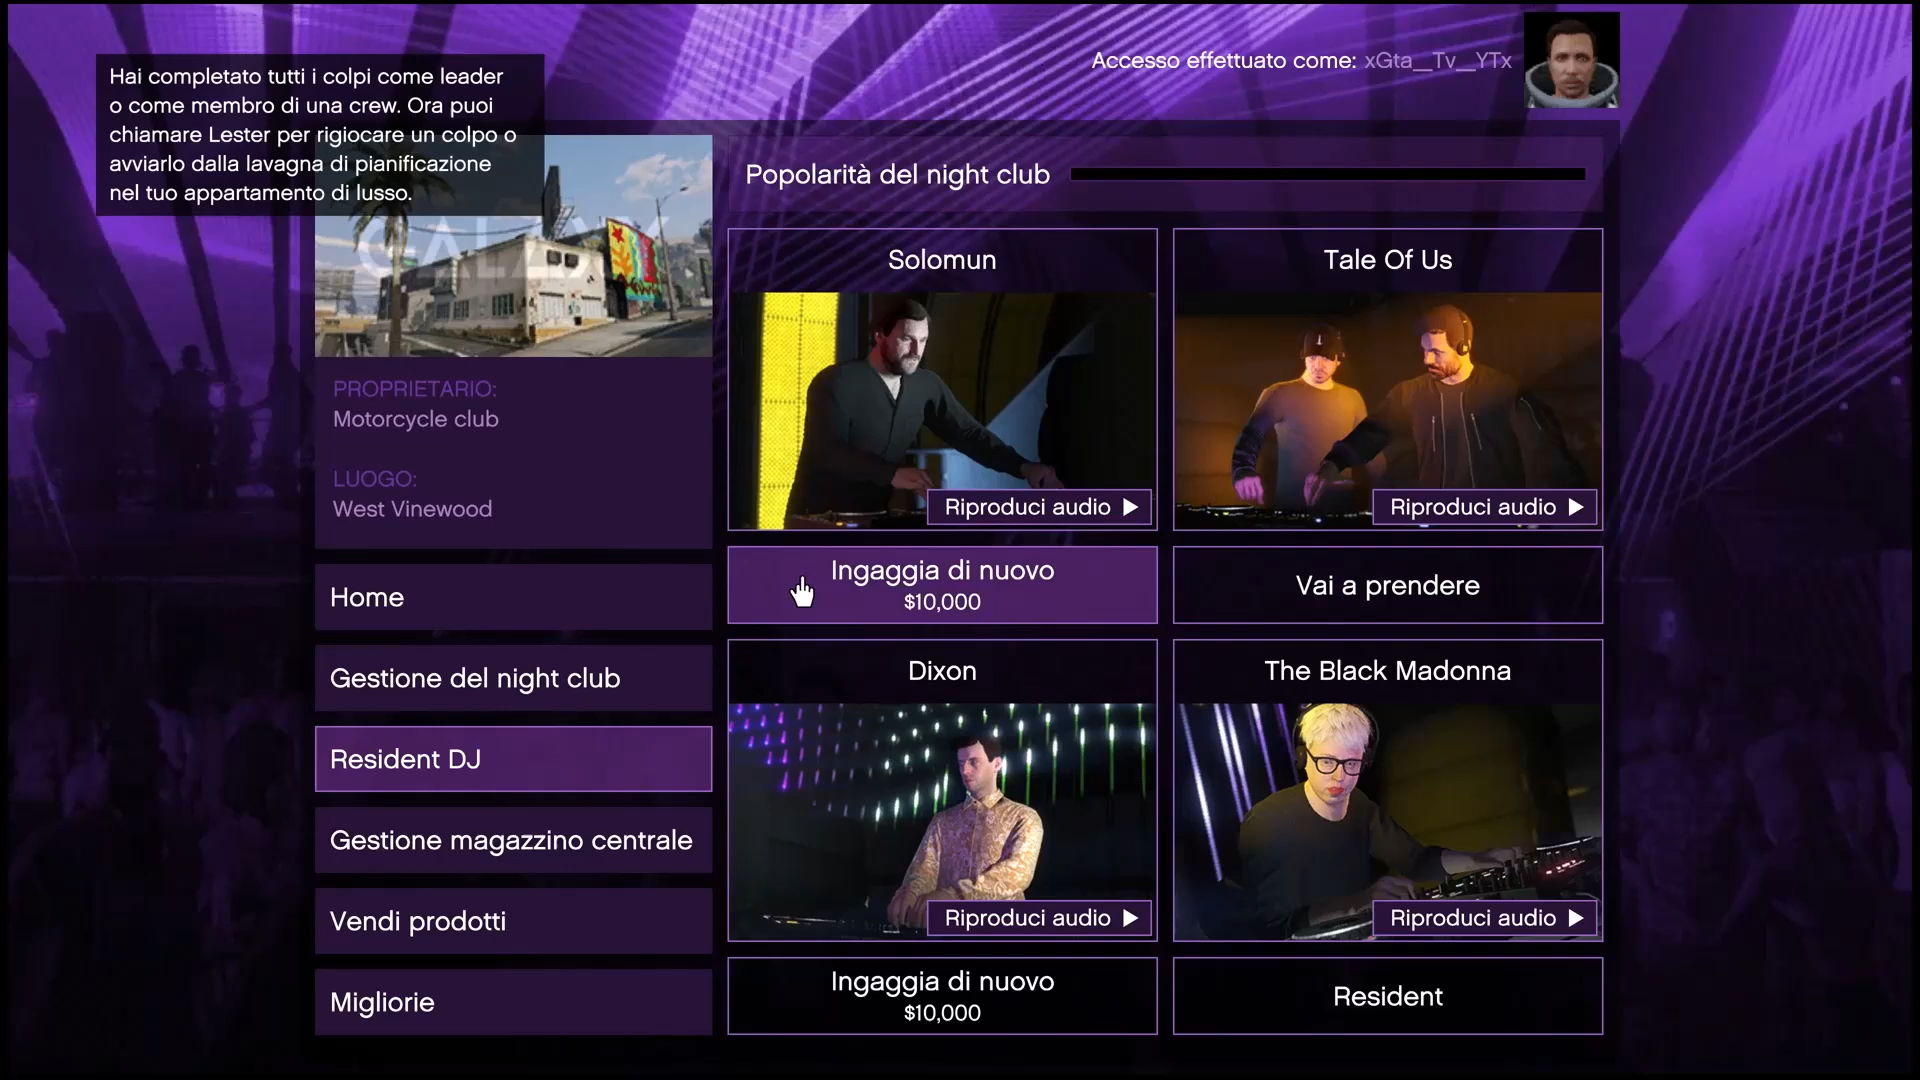 Accesso effettuato come: xGta__Tv__YTx
Hai completato tutti i colpi come leader
o come membro di una crew. Ora puoi
chiamare Lester per rigiocare un colpo o
avviarlo dalla lavagna di pianificazione
nel tuo appartamento di lusso.
GALAXY
PROPRIETARIO:
Motorcycle club
LUOGO:
West Vinewood
Home
Gestione del night club
Resident DJ
Gestione magazzino centrale
Vendi prodotti
Migliorie
Popolarità del night club
Solomun
Riproduci audio
Ingaggia di nuovo
$10,000
Tale Of Us
Riproduci audio
Vai a prendere
Dixon
Riproduci audio
Ingaggia di nuovo
$10,000
The Black Madonna
Riproduci audio
Resident